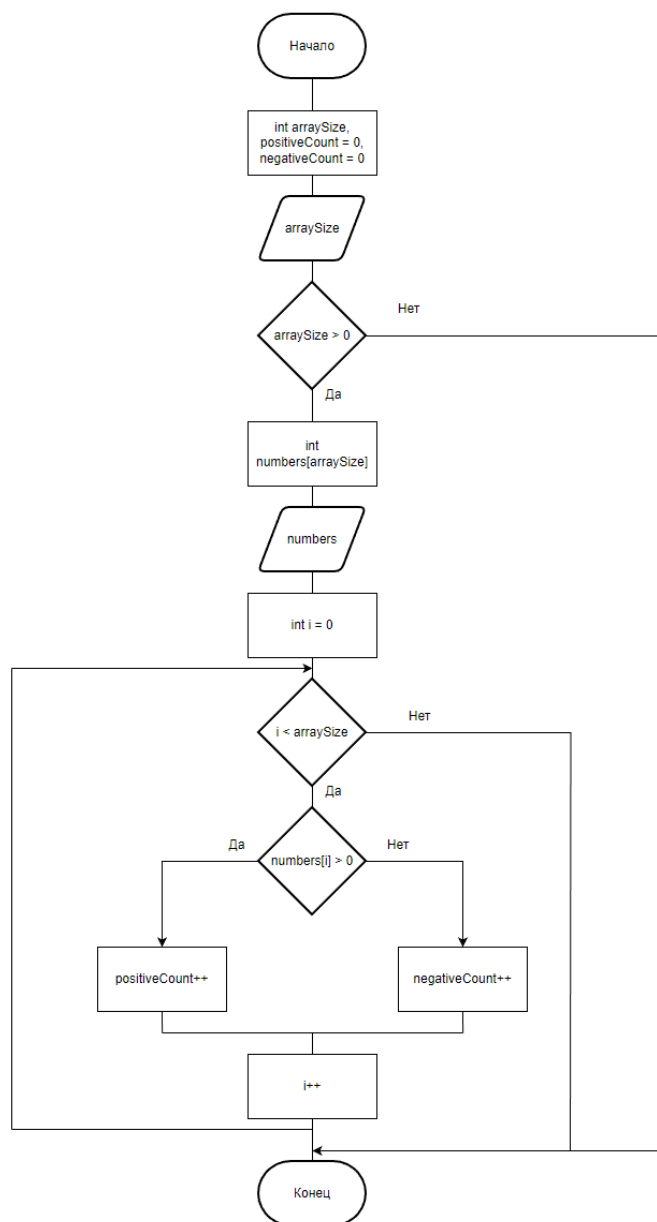 Начало
int arraySize,
positiveCount = 0,
negativeCount = 0
arraySize
arraySize > 0
Нет
Да
int
numbers[arraySize]
numbers
int i = 0
i < arraySize
Нет
Да
numbers[i] > 0
Да
Нет
positiveCount++
negativeCount++
i++
Конец